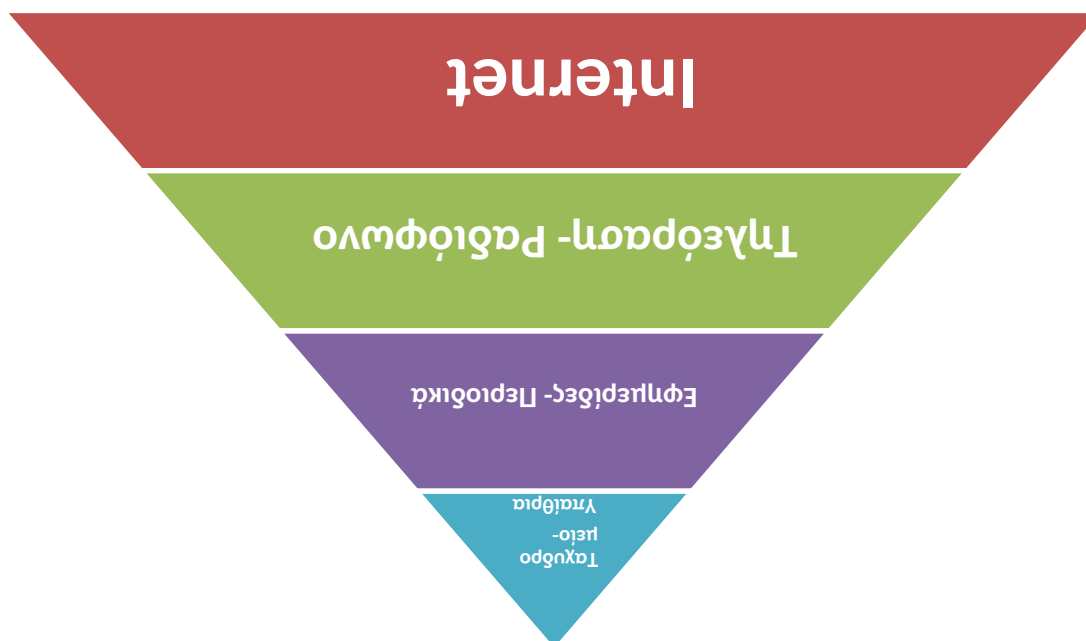 Ταχυδρο
μείο-
Υπαίθρια
Εφημερίδες- Περιοδικά
Τηλεόραση- Ραδιόφωνο
Internet